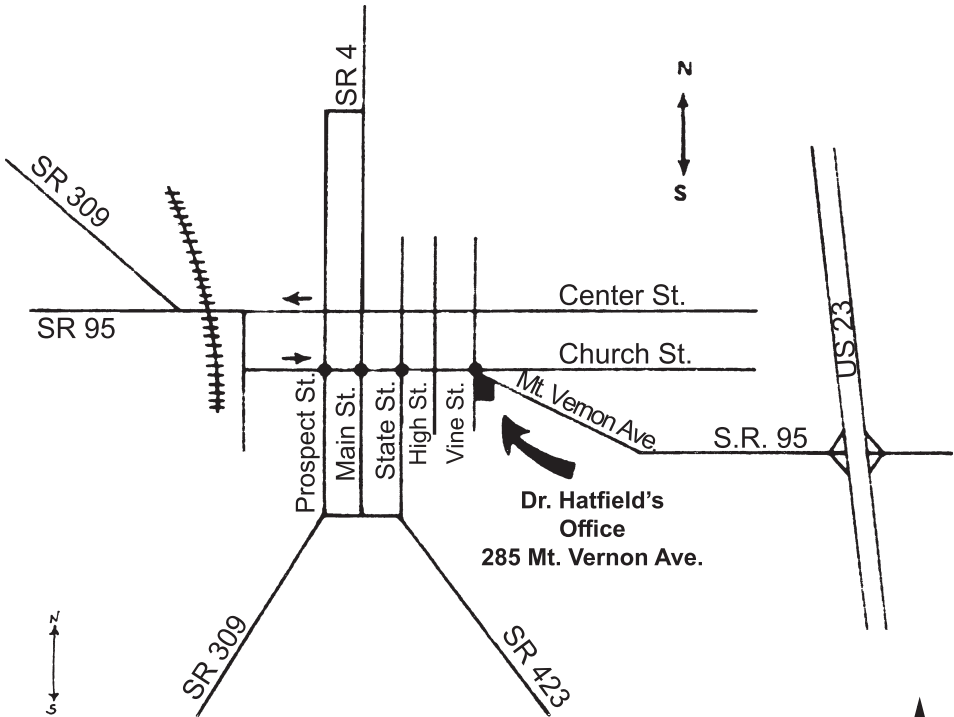 SR 4
N
S
SR 309
Center St.
SR 95
US 23
Church St.
Prospect St.
Main St.
State St.
High St.
Vine St.
Mt. Vernon Ave.
S.R. 95
Dr. Hatfield's
Office
285 Mt. Vernon Ave.
N
S
SR 309
SR 423